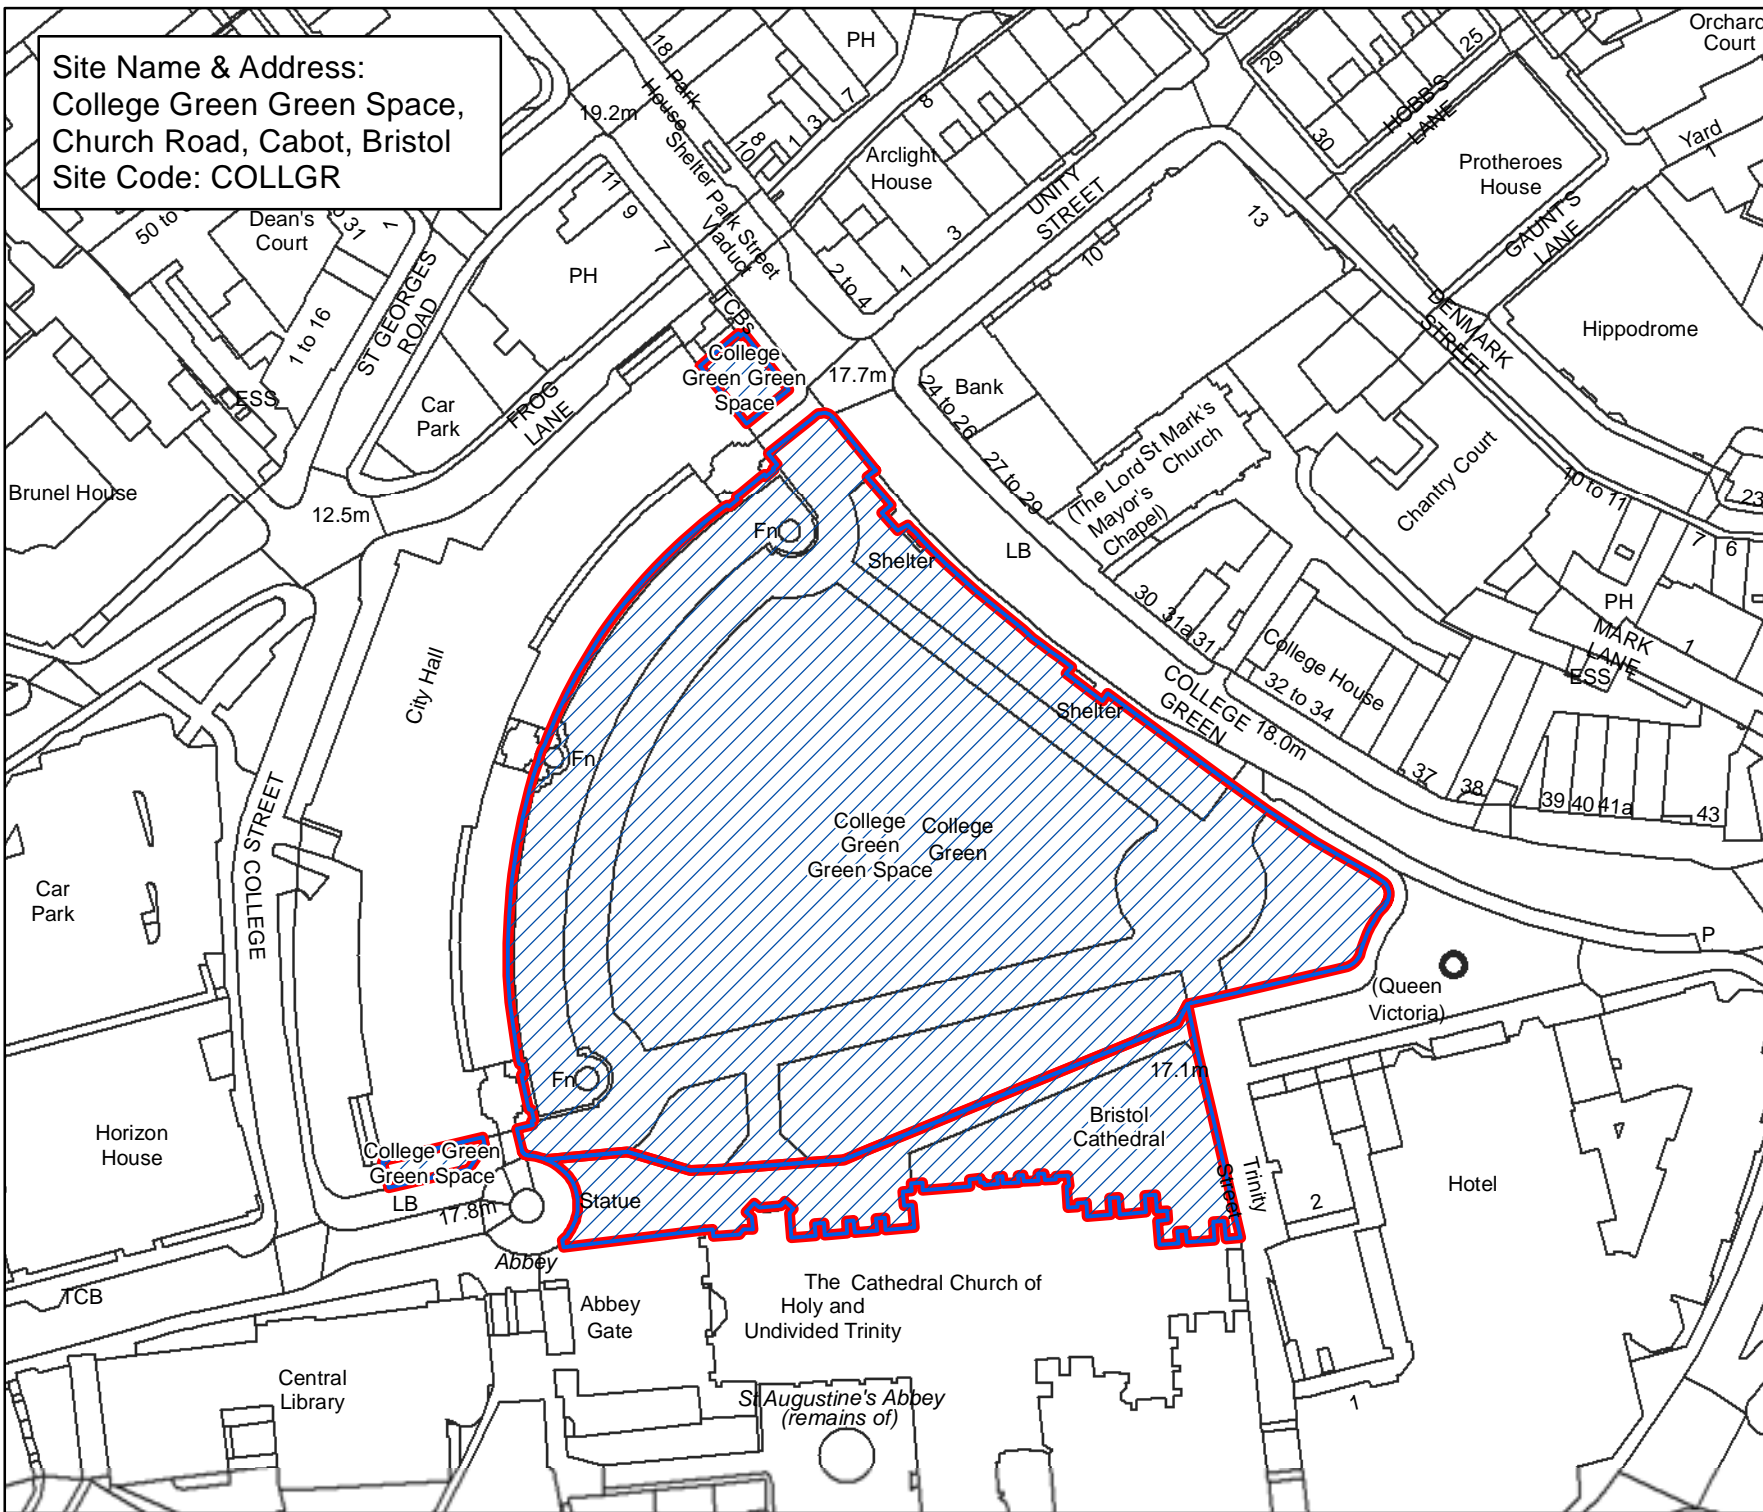 Site Name & Address:
College Green Green Space,
Church Road, Cabot, Bristol
Site Code: COLLGR
Orchard
Court
PH
18
Park
House
25
29
HOBB'S
LANE
30
Yard
1
19.2m
Shelter
8
10
1
3
7
8
Arclight
House
Protheroes
House
11
9
7
Park Street
Viaduct
UNITY
STREET
3
1
2 to 4
10
13
GAUNT'S
LANE
50 to
Dean's
Court
31
1
PH
ST GEORGES
ROAD
1 to 16
ESS
TCBs
DENMARK
STREET
Hippodrome
College
Green Green
Space
17.7m
Bank
24 to 26
Car
Park
FROG
LANE
27 to 29
(The Lord St Mark's
Mayor's Church
Chapel)
Chantry Court
10 to 11
23
Brunel House
12.5m
Fn
Shelter
LB
7
6
30
31a
31
PH
MARK
LANE
1
ESS
City Hall
College House
32 to 34
COLLEGE
GREEN
18.0m
Shelter
Fn
37
38
39
40
41a
43
STREET
COLLEGE
College
Green
Green Space
College
Green
Car
Park
P
(Queen
Victoria)
Fn
17.1m
Bristol
Cathedral
Horizon
House
College Green
Green Space
LB
17.8m
Statue
Trinity
Street
2
Hotel
Abbey
TCB
Abbey
Gate
The Cathedral Church of
Holy and
Undivided Trinity
Central
Library
St Augustine's Abbey
(remains of)
1